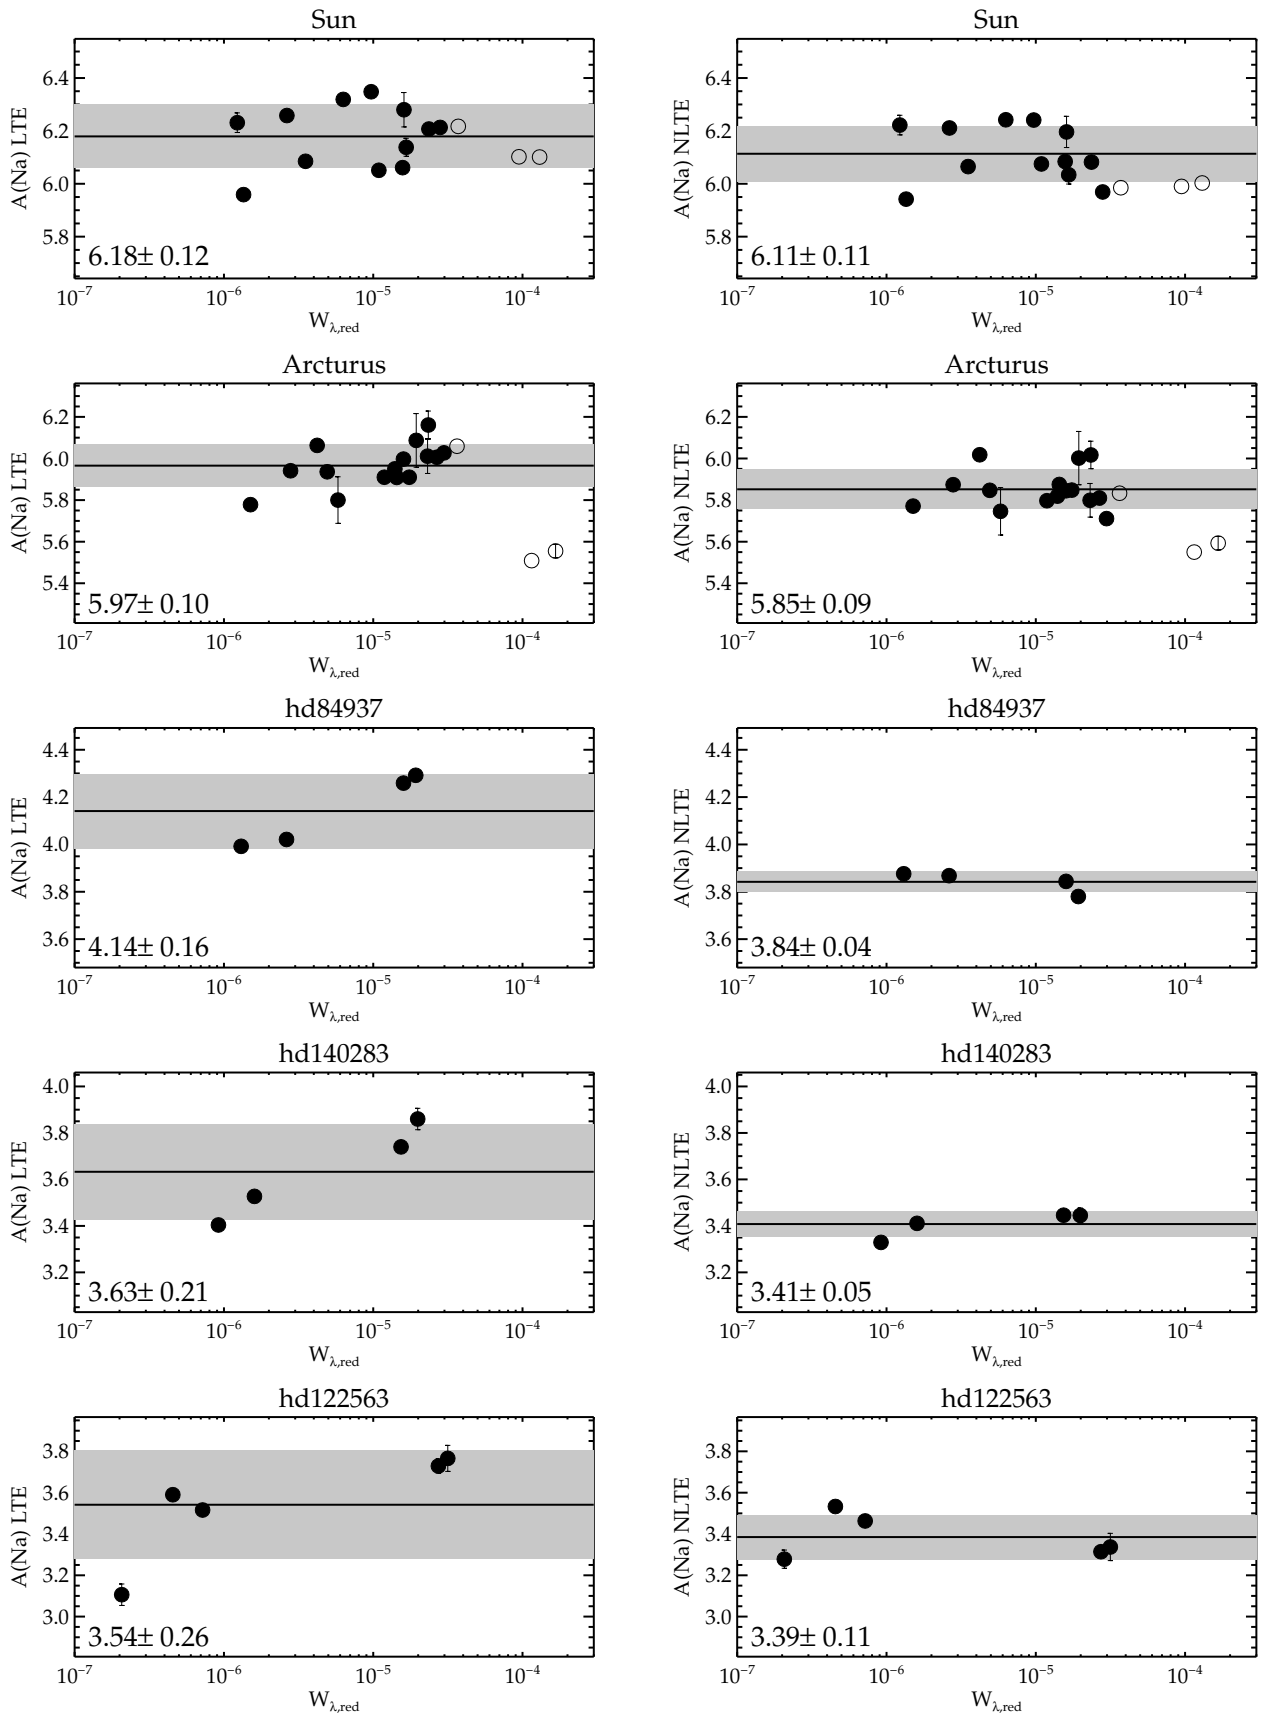 Sun
A(Na) LTE
6.4
6.2
6.0
5.8
6.18± 0.12
10⁻⁷ 10⁻⁶ 10⁻⁵ 10⁻⁴
W_λ,red
Sun
A(Na) NLTE
6.4
6.2
6.0
5.8
6.11± 0.11
10⁻⁷ 10⁻⁶ 10⁻⁵ 10⁻⁴
W_λ,red
Arcturus
A(Na) LTE
6.2
6.0
5.8
5.6
5.4
5.97± 0.10
10⁻⁷ 10⁻⁶ 10⁻⁵ 10⁻⁴
W_λ,red
Arcturus
A(Na) NLTE
6.2
6.0
5.8
5.6
5.4
5.85± 0.09
10⁻⁷ 10⁻⁶ 10⁻⁵ 10⁻⁴
W_λ,red
hd84937
A(Na) LTE
4.4
4.2
4.0
3.8
3.6
4.14± 0.16
10⁻⁷ 10⁻⁶ 10⁻⁵ 10⁻⁴
W_λ,red
hd84937
A(Na) NLTE
4.4
4.2
4.0
3.8
3.6
3.84± 0.04
10⁻⁷ 10⁻⁶ 10⁻⁵ 10⁻⁴
W_λ,red
hd140283
A(Na) LTE
4.0
3.8
3.6
3.4
3.2
3.63± 0.21
10⁻⁷ 10⁻⁶ 10⁻⁵ 10⁻⁴
W_λ,red
hd140283
A(Na) NLTE
4.0
3.8
3.6
3.4
3.2
3.41± 0.05
10⁻⁷ 10⁻⁶ 10⁻⁵ 10⁻⁴
W_λ,red
hd122563
A(Na) LTE
3.8
3.6
3.4
3.2
3.0
3.54± 0.26
10⁻⁷ 10⁻⁶ 10⁻⁵ 10⁻⁴
W_λ,red
hd122563
A(Na) NLTE
3.8
3.6
3.4
3.2
3.0
3.39± 0.11
10⁻⁷ 10⁻⁶ 10⁻⁵ 10⁻⁴
W_λ,red